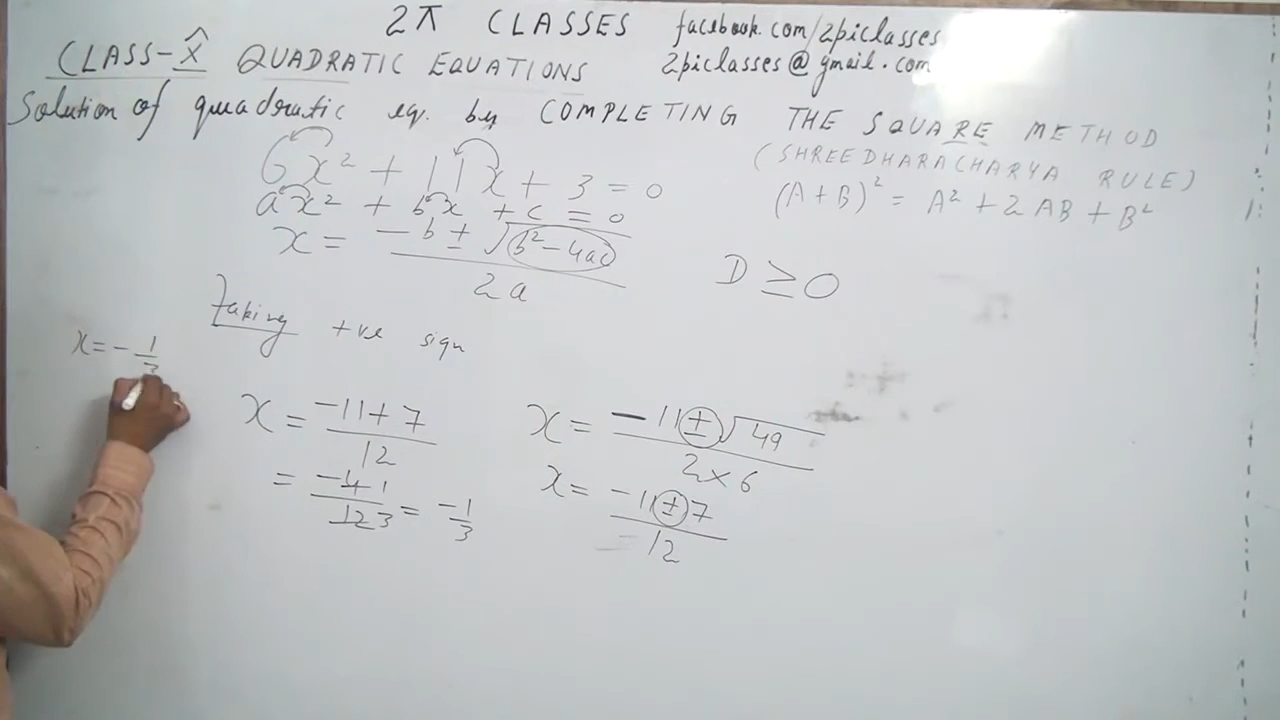 2π CLASSES facebook.com/2piclasses
CLASS-X QUADRATIC EQUATIONS 2piclasses@gmail.com
Solution of quadratic eq. by COMPLETING THE SQUARE METHOD
(SHREEDHARACHARYA RULE)
6x² + 11x + 3 = 0
(A+B)² = A² + 2AB + B²
ax² + bx + c = 0
x = (-b ± √(b²-4ac))/2a
D ≥ 0
taking +ve sign
x = -1/3
x = (-11+7)/12
x = (-11±√49)/(2×6)
= -4 1/12 3 = -1/3
x = (-11±7)/12